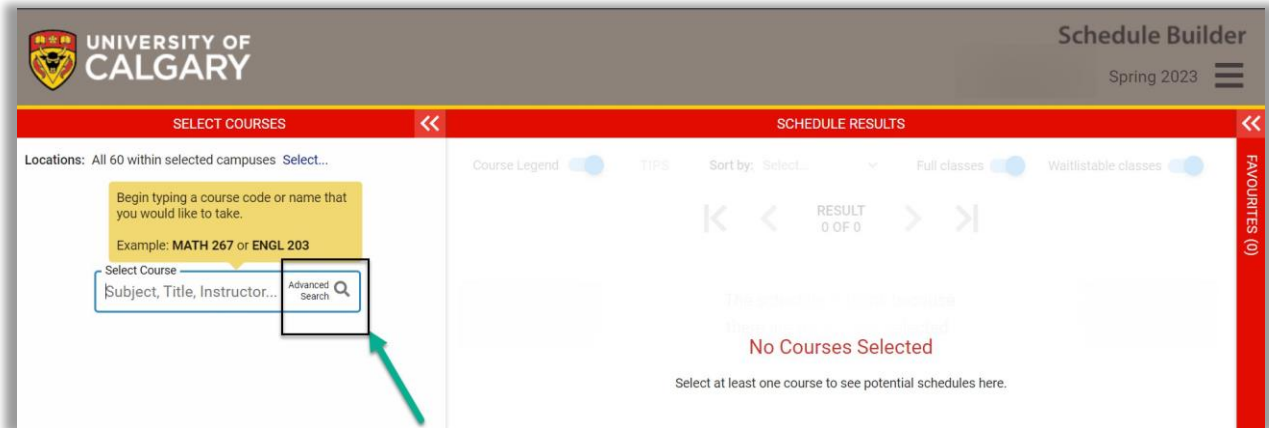 UNIVERSITY OF
CALGARY
Schedule Builder
Spring 2023
SELECT COURSES
SCHEDULE RESULTS
Locations: All 60 within selected campuses Select...
Course Legend TIPS Sort by: Select... Full classes Waitlistable classes
Begin typing a course code or name that
you would like to take.
Example: MATH 267 or ENGL 203
RESULT
0 OF 0
FAVOURITES (0)
Select Course
Subject, Title, Instructor...
Advanced
Search
No Courses Selected
Select at least one course to see potential schedules here.